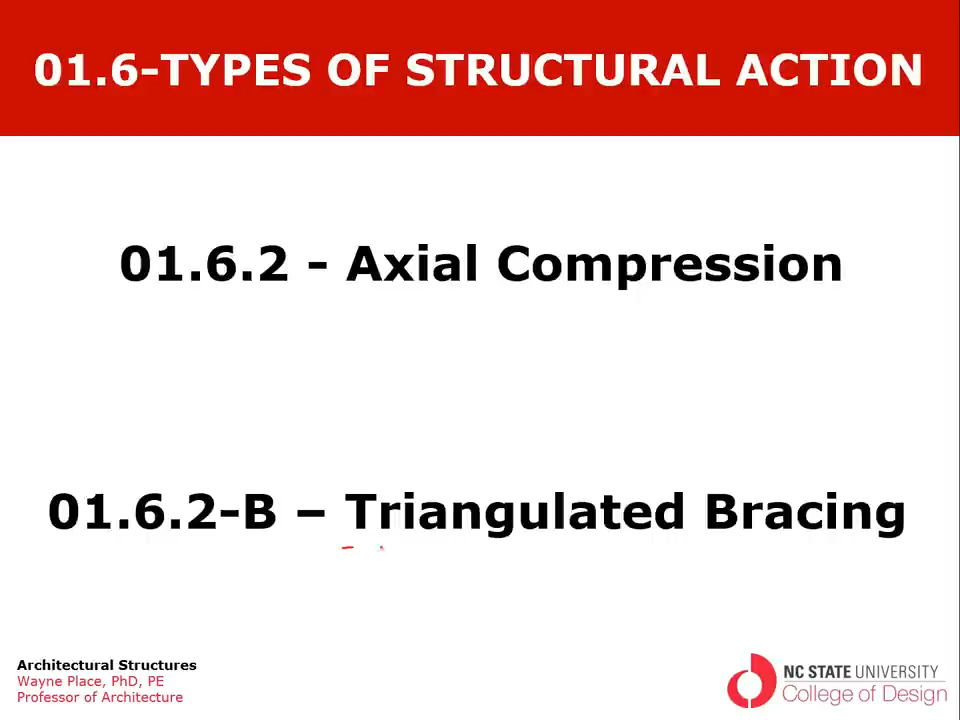 01.6-TYPES OF STRUCTURAL ACTION
01.6.2 - Axial Compression
01.6.2-B – Triangulated Bracing
Architectural Structures
Wayne Place, PhD, PE
Professor of Architecture
NC STATE UNIVERSITY
College of Design